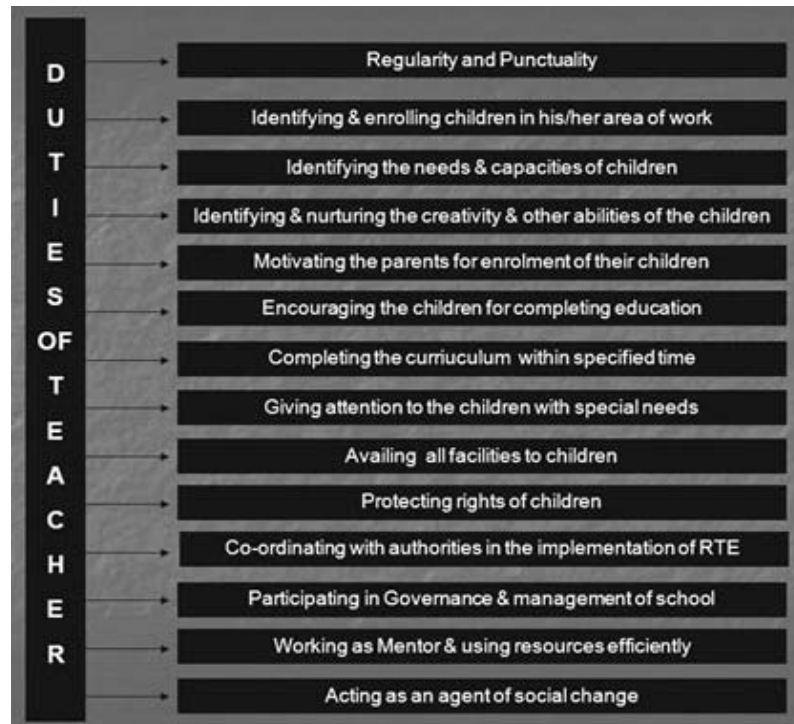 DUTIES OF TEACHER
Regularity and Punctuality
Identifying & enrolling children in his/her area of work
Identifying the needs & capacities of children
Identifying & nurturing the creativity & other abilities of the children
Motivating the parents for enrolment of their children
Encouraging the children for completing education
Completing the curriuculum within specified time
Giving attention to the children with special needs
Availing all facilities to children
Protecting rights of children
Co-ordinating with authorities in the implementation of RTE
Participating in Governance & management of school
Working as Mentor & using resources efficiently
Acting as an agent of social change